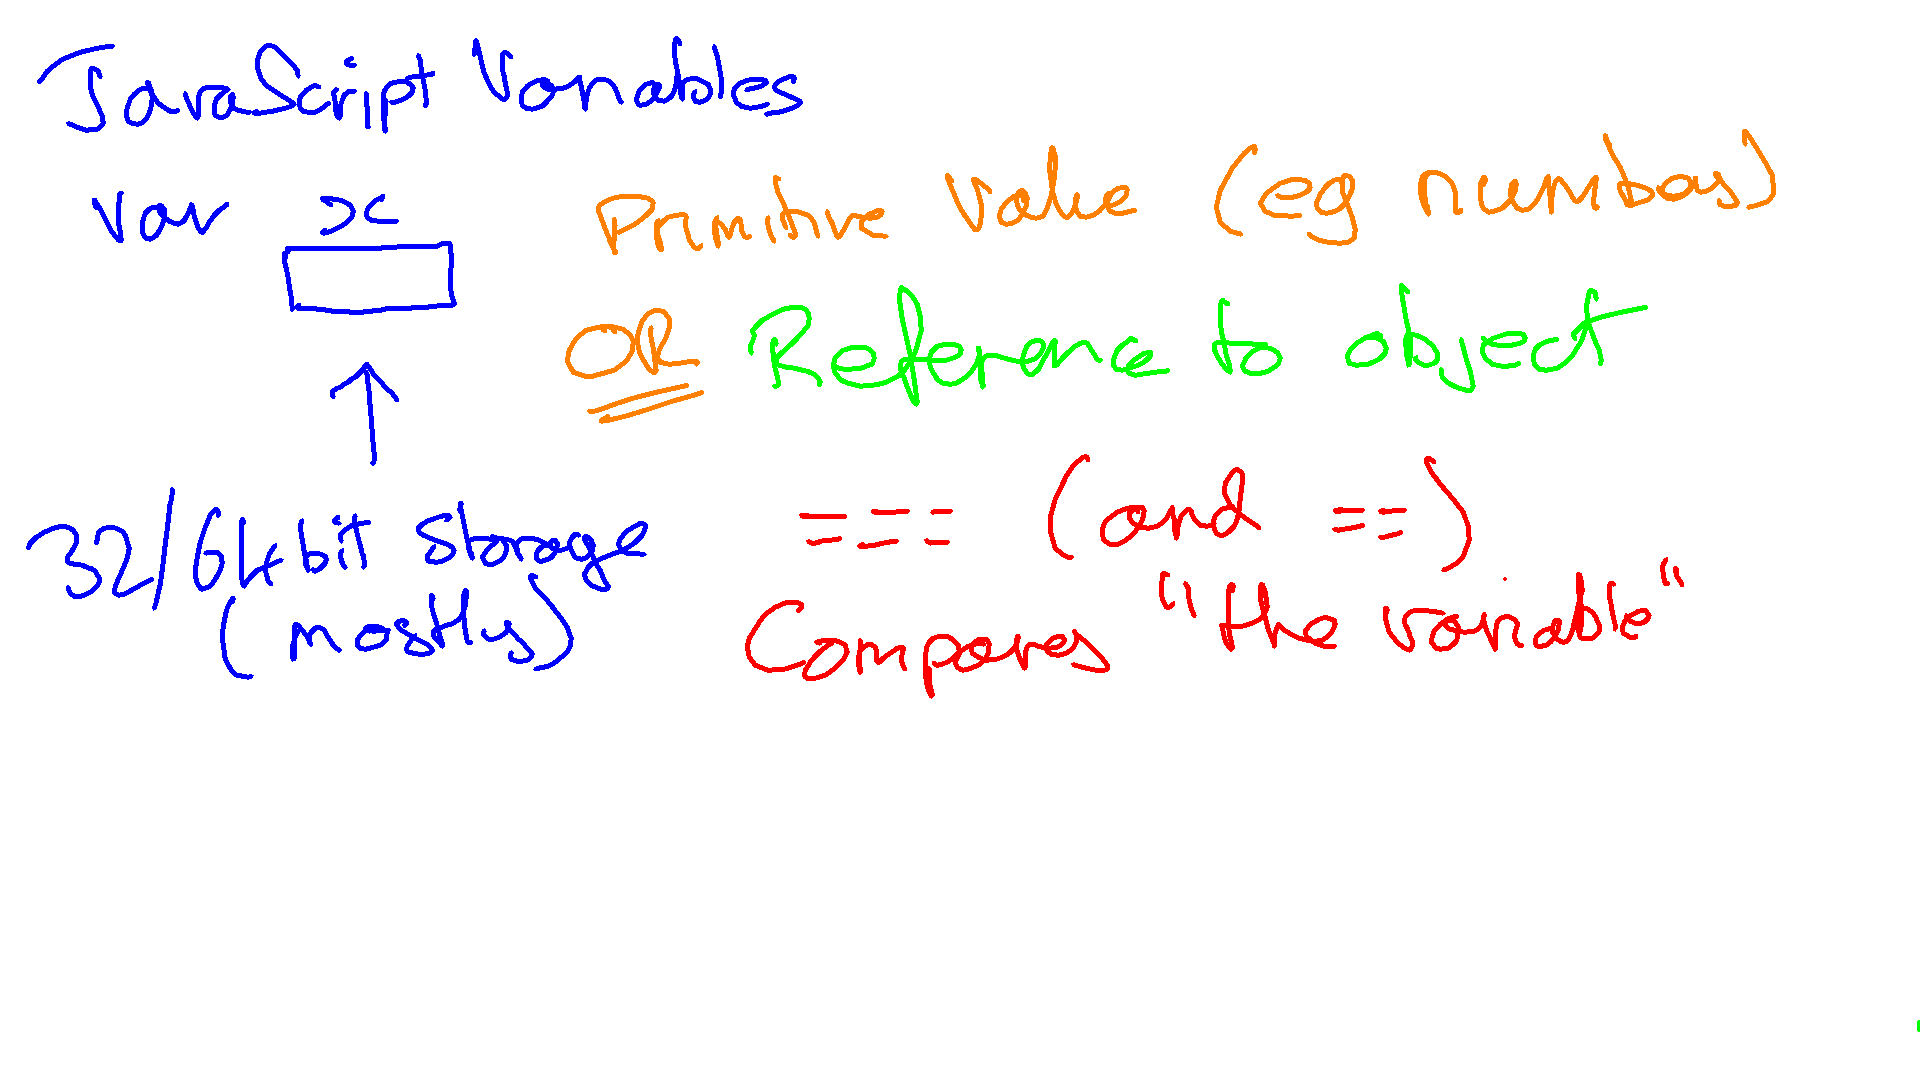 JavaScript Variables
var x
Primitive value (eg numbers)
OR Reference to object
32/64bit storage
(mostly)
=== (and ==)
Compares "the variable"